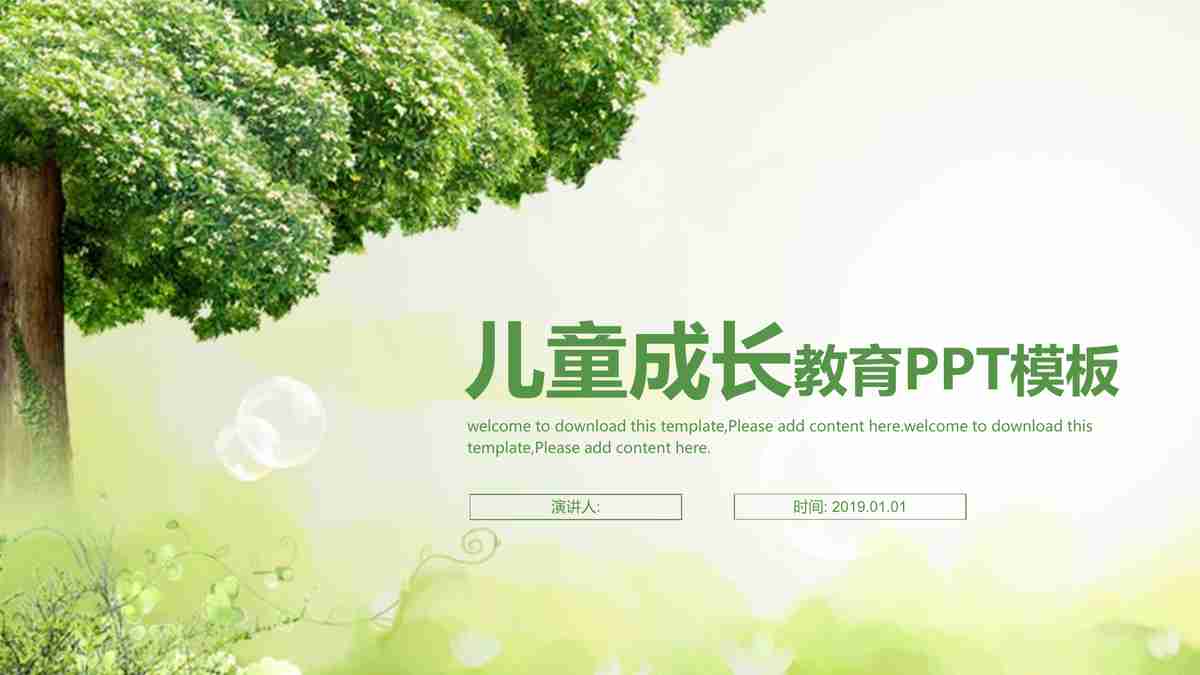 儿童成长教育PPT模板
welcome to download this template,Please add content here.welcome to download this
template,Please add content here.
演讲人:
时间: 2019.01.01